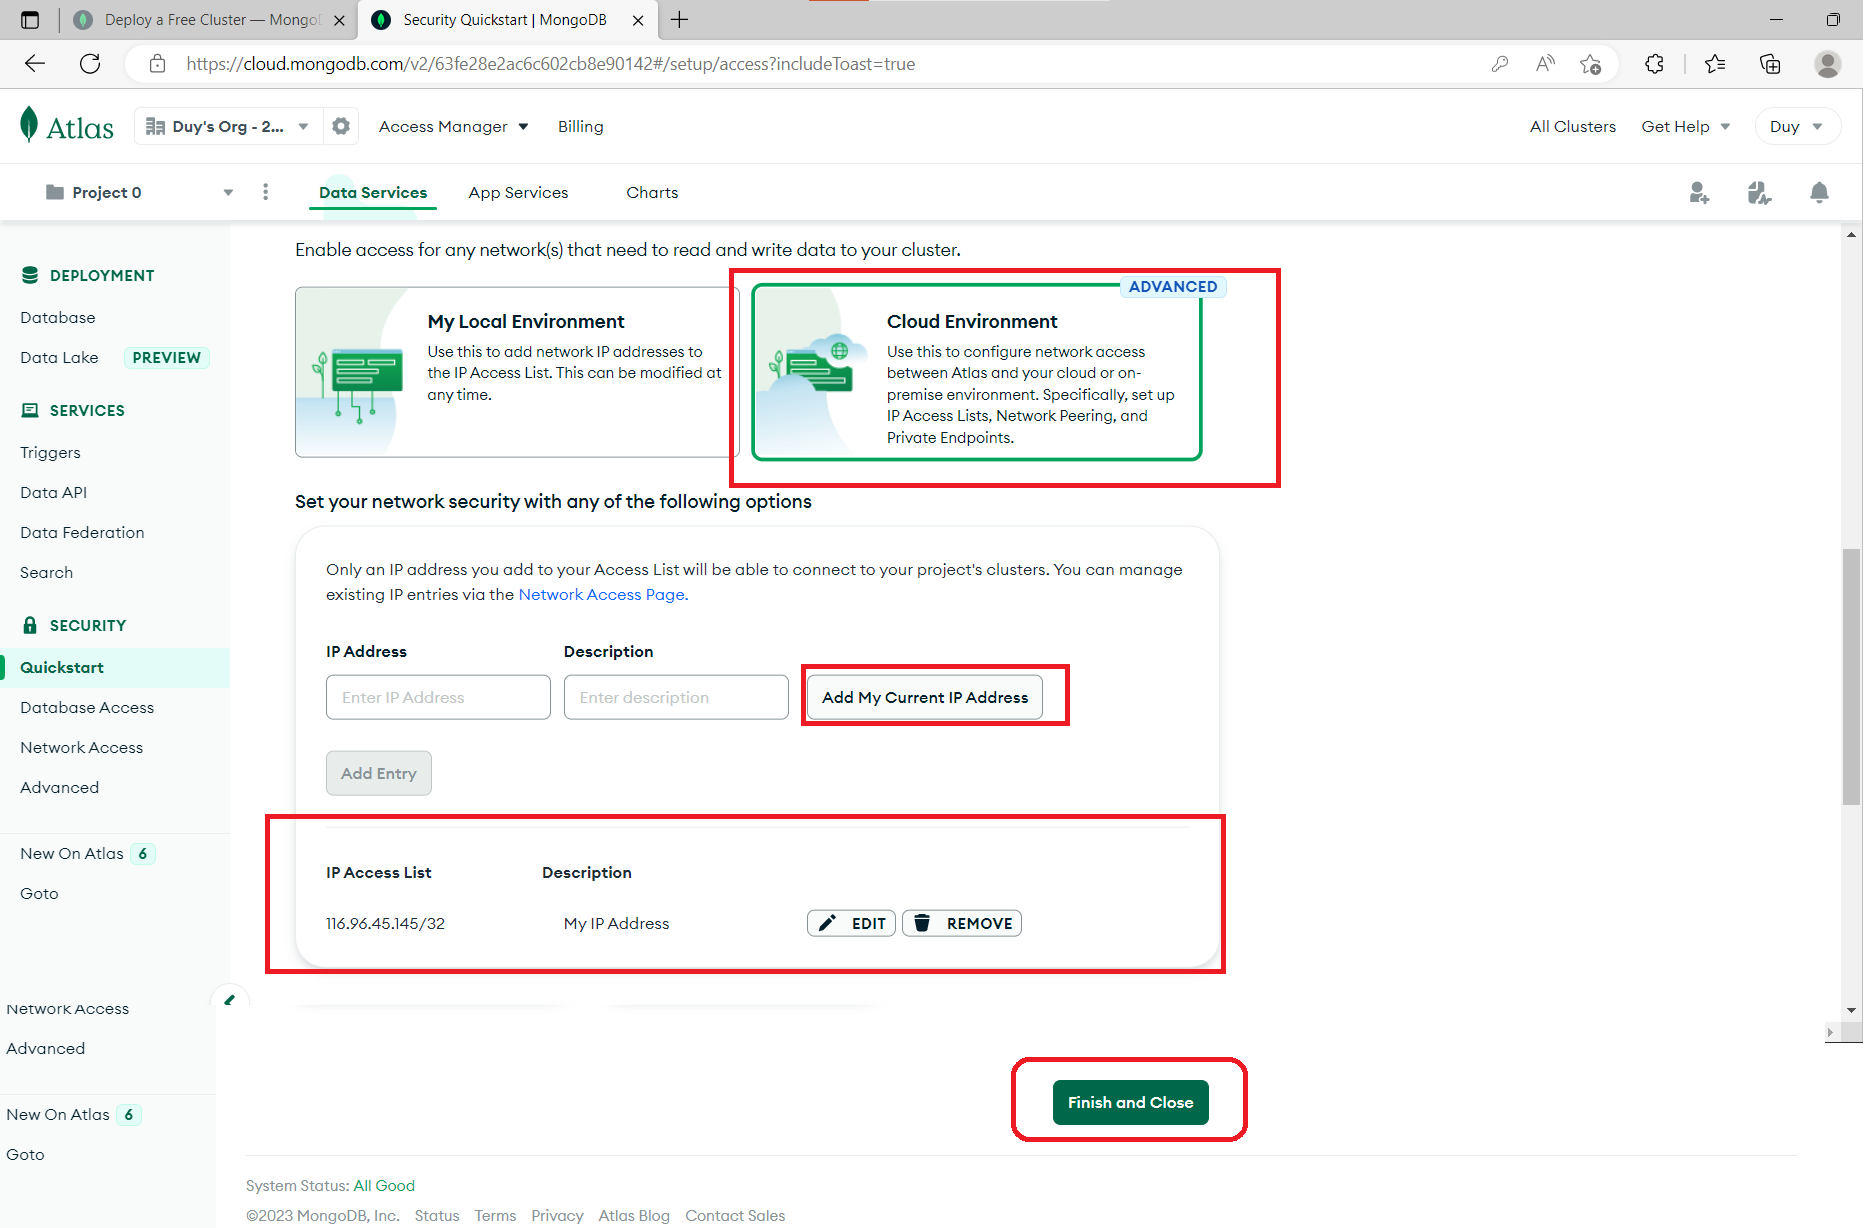 Deploy a Free Cluster — MongoD
Security Quickstart | MongoDB
https://cloud.mongodb.com/v2/63fe28e2ac6c602cb8e90142#/setup/access?includeToast=true
Atlas
Duy's Org - 2...
Access Manager
Billing
All Clusters
Get Help
Duy
Project 0
Data Services
App Services
Charts
DEPLOYMENT
Database
Data Lake PREVIEW
SERVICES
Triggers
Data API
Data Federation
Search
SECURITY
Quickstart
Database Access
Network Access
Advanced
New On Atlas 6
Goto
Network Access
Advanced
New On Atlas 6
Goto
Enable access for any network(s) that need to read and write data to your cluster.
My Local Environment
Use this to add network IP addresses to
the IP Access List. This can be modified at
any time.
ADVANCED
Cloud Environment
Use this to configure network access
between Atlas and your cloud or on-
premise environment. Specifically, set up
IP Access Lists, Network Peering, and
Private Endpoints.
Set your network security with any of the following options
Only an IP address you add to your Access List will be able to connect to your project's clusters. You can manage
existing IP entries via the Network Access Page.
IP Address
Description
Enter IP Address
Enter description
Add My Current IP Address
Add Entry
IP Access List
Description
116.96.45.145/32
My IP Address
EDIT
REMOVE
Finish and Close
System Status: All Good
©2023 MongoDB, Inc. Status Terms Privacy Atlas Blog Contact Sales